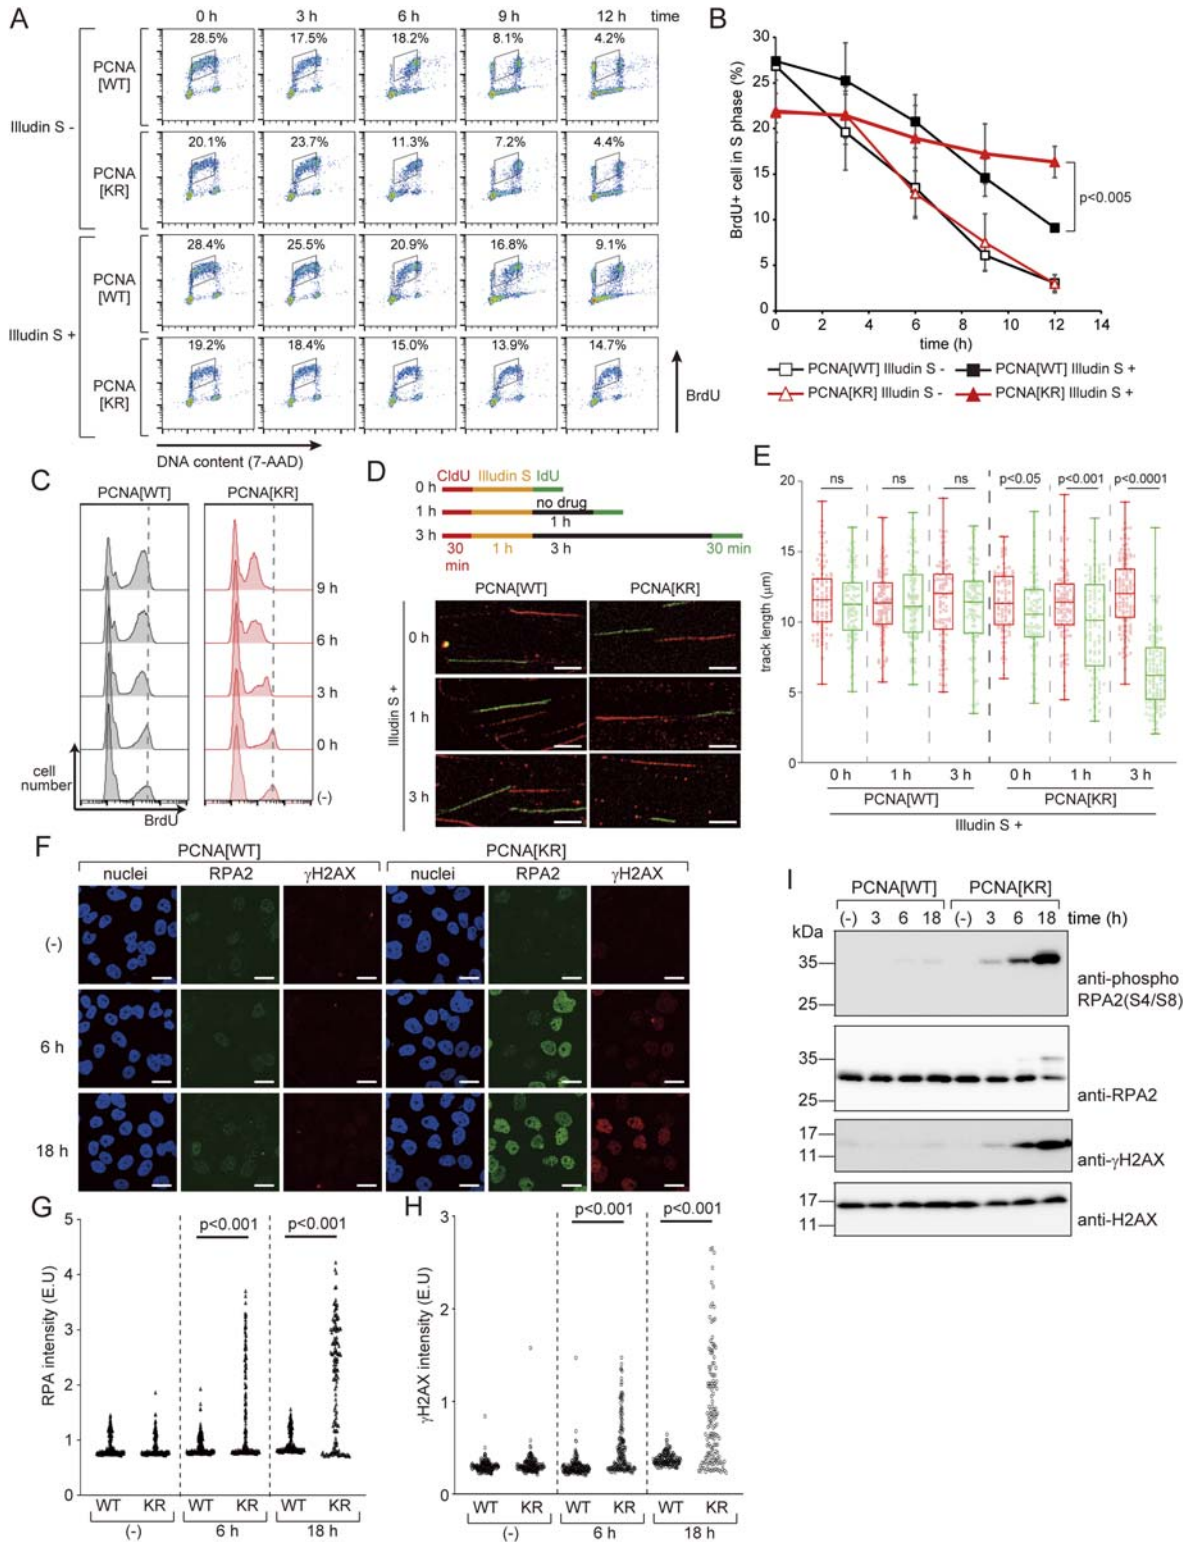 A
0 h 3 h 6 h 9 h 12 h time
Illudin S -
PCNA [WT]
28.5% 17.5% 18.2% 8.1% 4.2%
PCNA [KR]
20.1% 23.7% 11.3% 7.2% 4.4%
Illudin S +
PCNA [WT]
28.4% 25.5% 20.9% 16.8% 9.1%
PCNA [KR]
19.2% 18.4% 15.0% 13.9% 14.7%
BrdU
DNA content (7-AAD)
B
BrdU+ cell in S phase (%)
30
25
20
15
10
5
0
p<0.005
0 2 4 6 8 10 12 14
time (h)
PCNA[WT] Illudin S - PCNA[WT] Illudin S +
PCNA[KR] Illudin S - PCNA[KR] Illudin S +
C
PCNA[WT] PCNA[KR]
9 h
6 h
3 h
0 h
(-)
cell number
BrdU
D
CldU Illudin S IdU
0 h
no drug
1 h
1 h
3 h
30 min 1 h 3 h 30 min
PCNA[WT] PCNA[KR]
Illudin S +
0 h
1 h
3 h
E
track length (μm)
20
15
10
5
0
ns ns ns p<0.05 p<0.001 p<0.0001
0 h 1 h 3 h 0 h 1 h 3 h
PCNA[WT] PCNA[KR]
Illudin S +
F
PCNA[WT] PCNA[KR]
nuclei RPA2 γH2AX nuclei RPA2 γH2AX
(-)
6 h
18 h
G
RPA intensity (E.U)
5
4
3
2
1
0
p<0.001 p<0.001
WT KR WT KR WT KR
(-) 6 h 18 h
H
γH2AX intensity (E.U)
3
2
1
0
p<0.001 p<0.001
WT KR WT KR WT KR
(-) 6 h 18 h
I
PCNA[WT] PCNA[KR]
(-) 3 6 18 (-) 3 6 18 time (h)
kDa
35
25
anti-phospho
RPA2(S4/S8)
35
25
anti-RPA2
17
11
anti-γH2AX
17
11
anti-H2AX